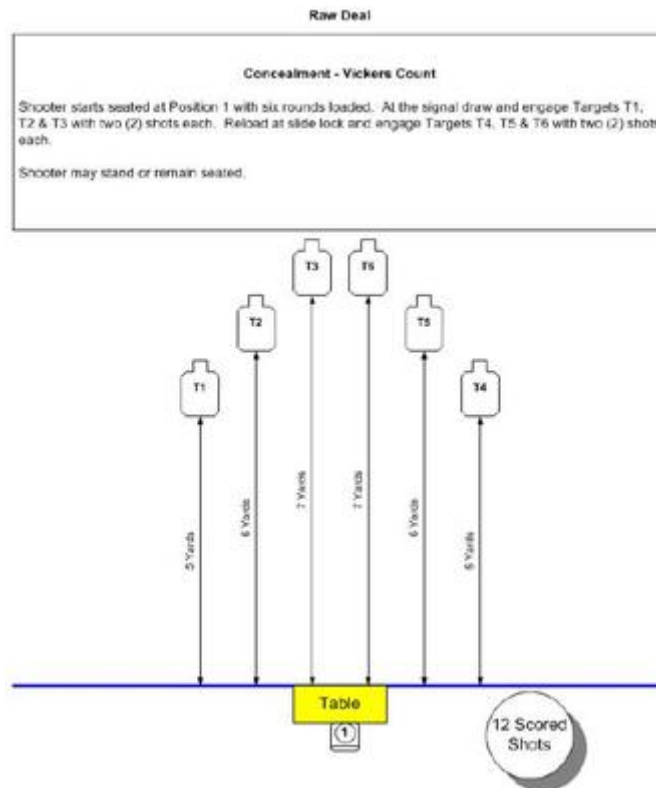 Raw Deal
Concealment - Vickers Count
Shooter starts seated at Position 1 with six rounds loaded.  At the signal draw and engage Targets T1,
T2 & T3 with two (2) shots each.  Reload at slide lock and engage Targets T4, T5 & T6 with two (2) shots
each.
Shooter may stand or remain seated.
T3
T6
T2
T5
T1
T4
5 Yards
6 Yards
7 Yards
7 Yards
6 Yards
Yards
Table
1
12 Scored
Shots